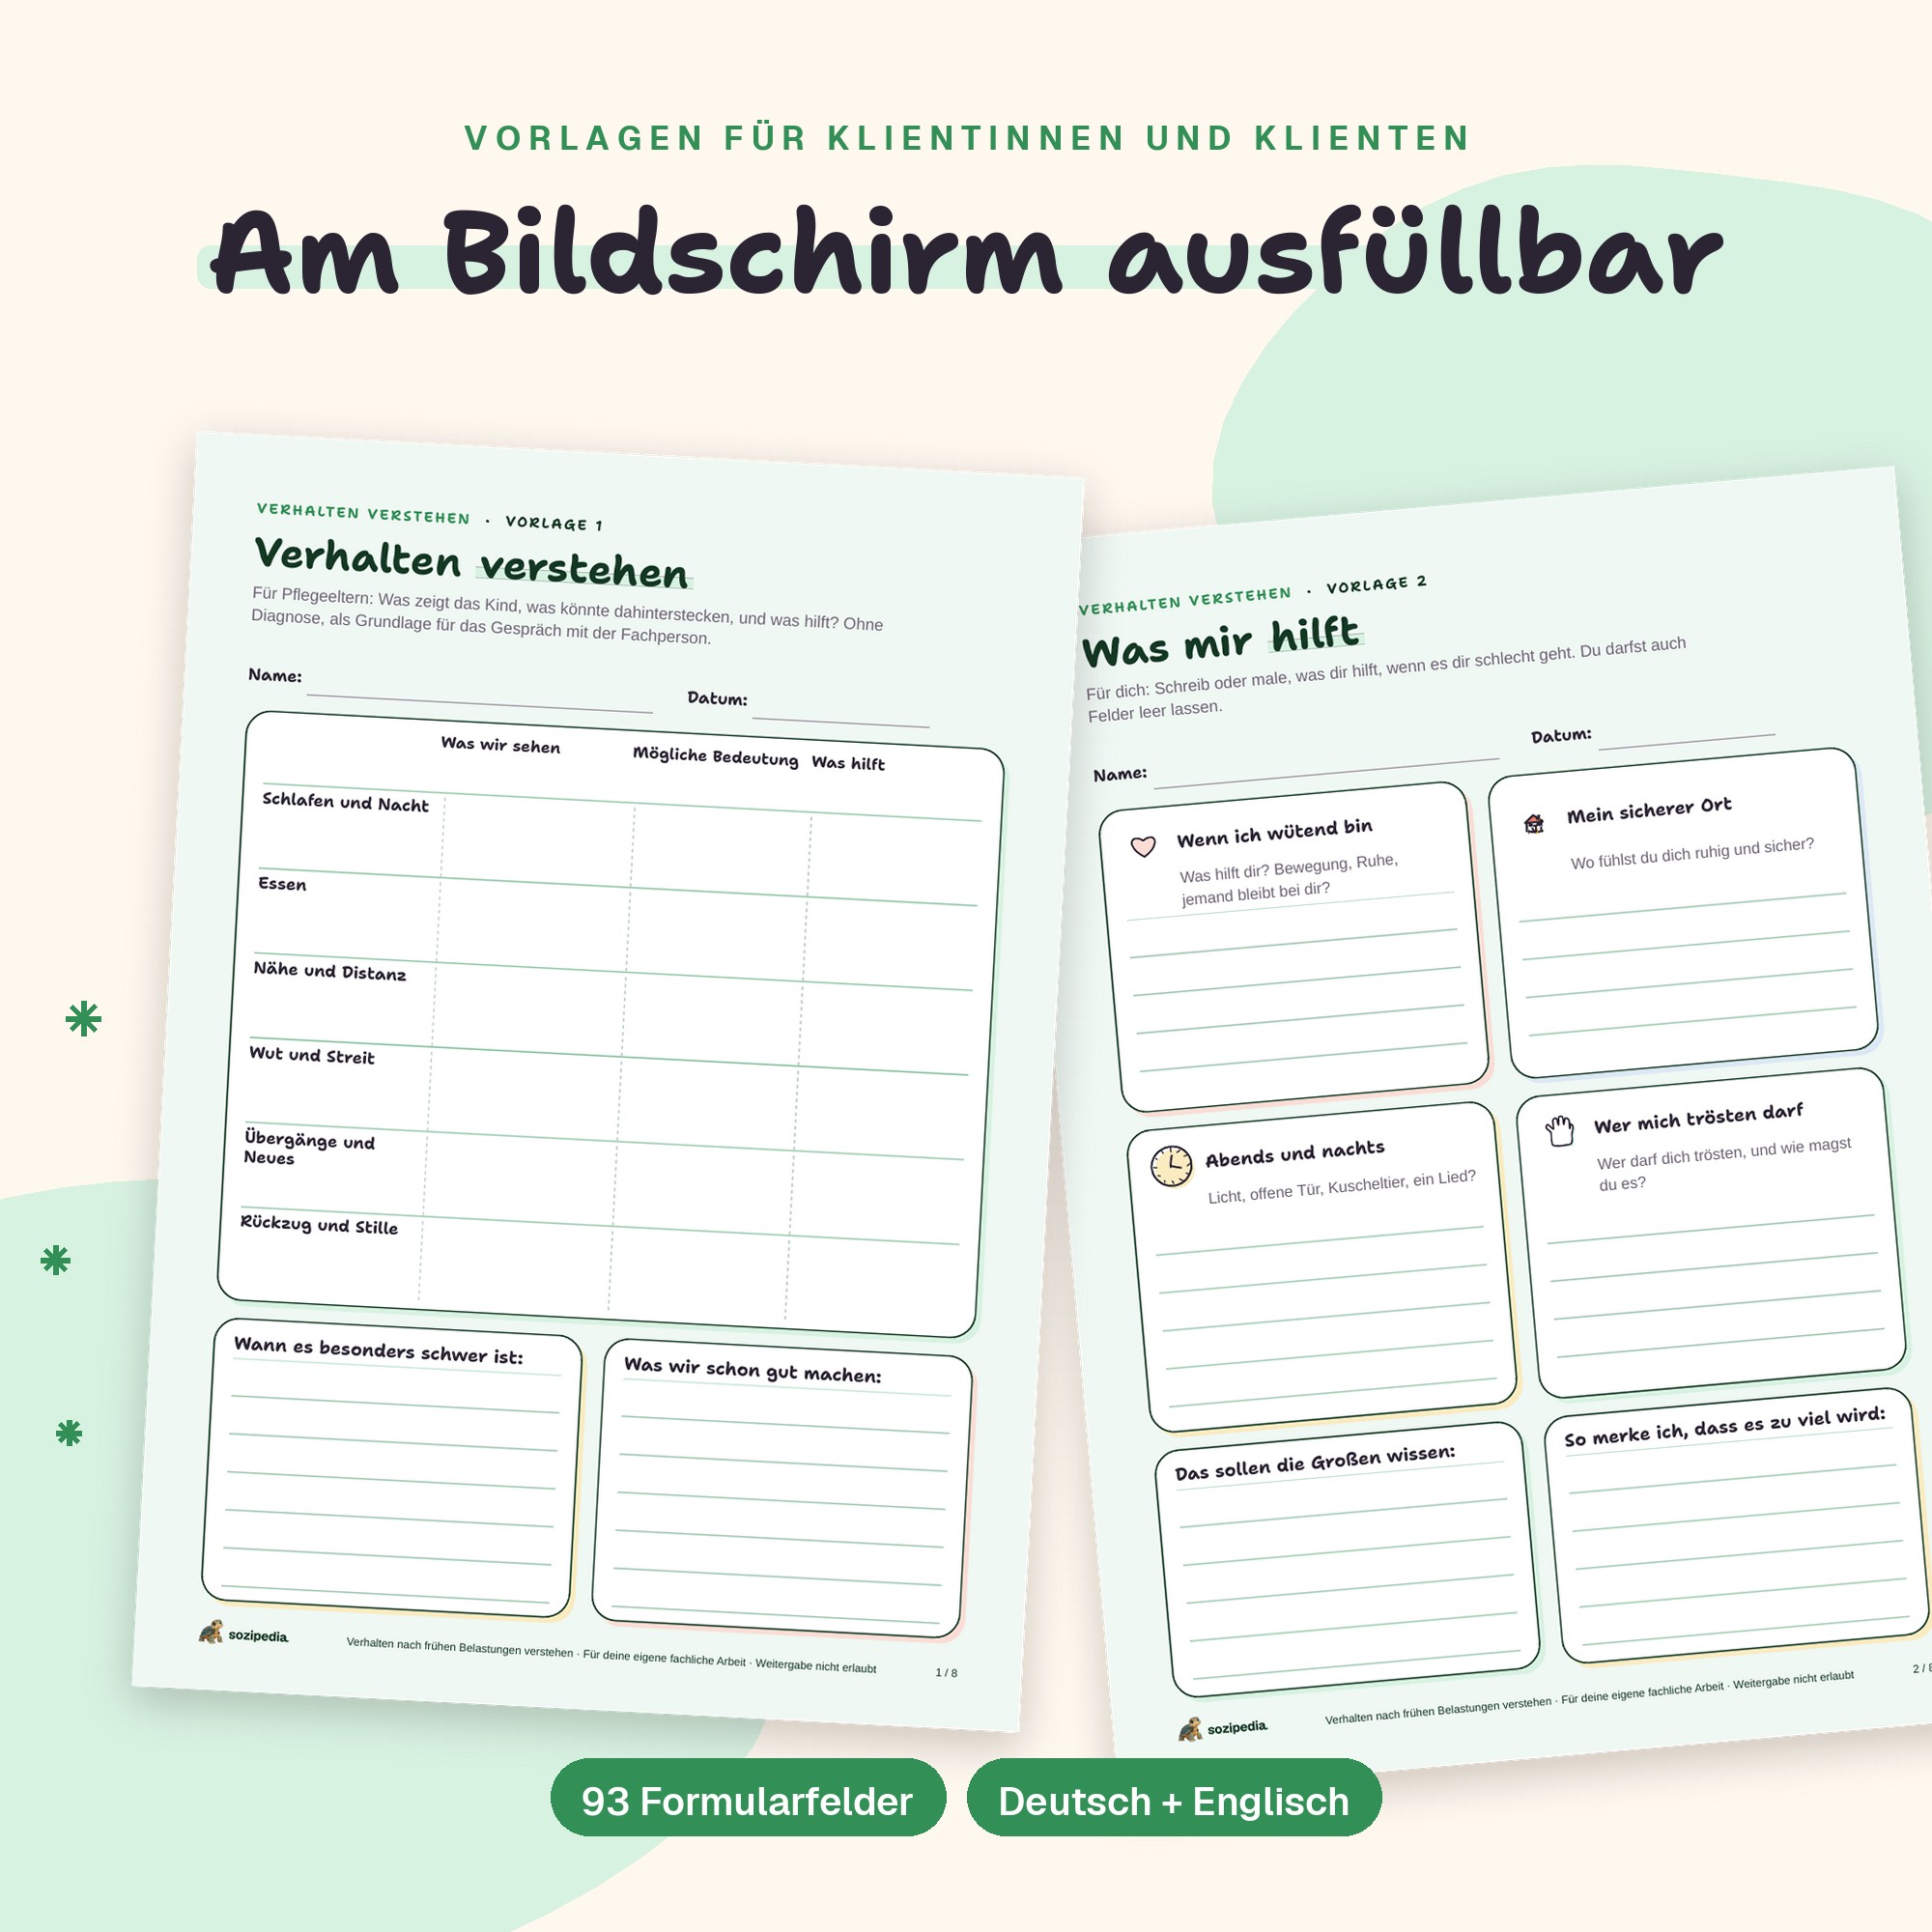 VORLAGEN FÜR KLIENTINNEN UND KLIENTEN
Am Bildschirm ausfüllbar
VERHALTEN VERSTEHEN · VORLAGE 1
Verhalten verstehen
Für Pflegeeltern: Was zeigt das Kind, was könnte dahinterstecken, und was hilft? Ohne
Diagnose, als Grundlage für das Gespräch mit der Fachperson.
Name:
Datum:
Was wir sehen
Mögliche Bedeutung
Was hilft
Schlafen und Nacht
Essen
Nähe und Distanz
Wut und Streit
Übergänge und
Neues
Rückzug und Stille
Wann es besonders schwer ist:
Was wir schon gut machen:
sozipedia.
Verhalten nach frühen Belastungen verstehen · Für deine eigene fachliche Arbeit · Weitergabe nicht erlaubt
1 / 8
VERHALTEN VERSTEHEN · VORLAGE 2
Was mir hilft
Für dich: Schreib oder male, was dir hilft, wenn es dir schlecht geht. Du darfst auch
Felder leer lassen.
Name:
Datum:
Wenn ich wütend bin
Was hilft dir? Bewegung, Ruhe,
jemand bleibt bei dir?
Mein sicherer Ort
Wo fühlst du dich ruhig und sicher?
Abends und nachts
Licht, offene Tür, Kuscheltier, ein Lied?
Wer mich trösten darf
Wer darf dich trösten, und wie magst
du es?
Das sollen die Großen wissen:
So merke ich, dass es zu viel wird:
sozipedia.
Verhalten nach frühen Belastungen verstehen · Für deine eigene fachliche Arbeit · Weitergabe nicht erlaubt
2 / 8
93 Formularfelder
Deutsch + Englisch